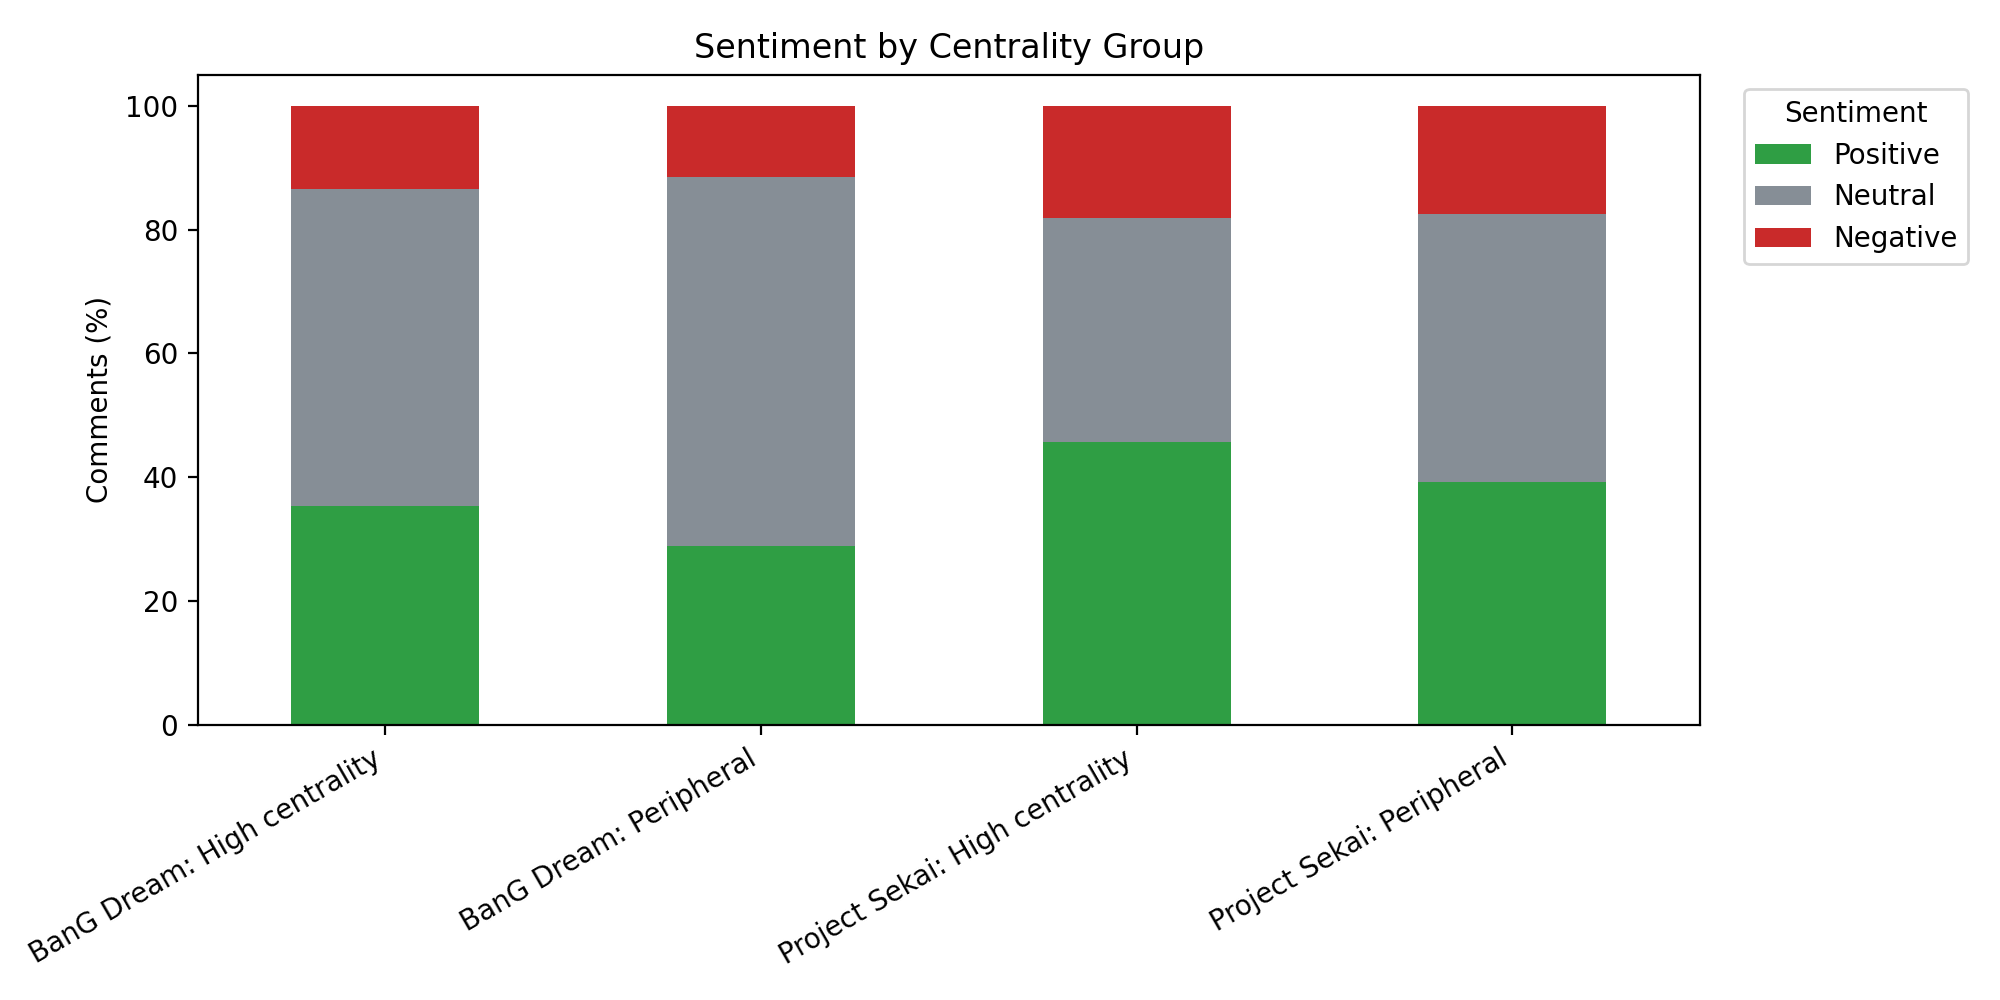 Sentiment by Centrality Group
Comments (%)
100
80
60
40
20
0
BanG Dream: High centrality
BanG Dream: Peripheral
Project Sekai: High centrality
Project Sekai: Peripheral
Sentiment
Positive
Neutral
Negative